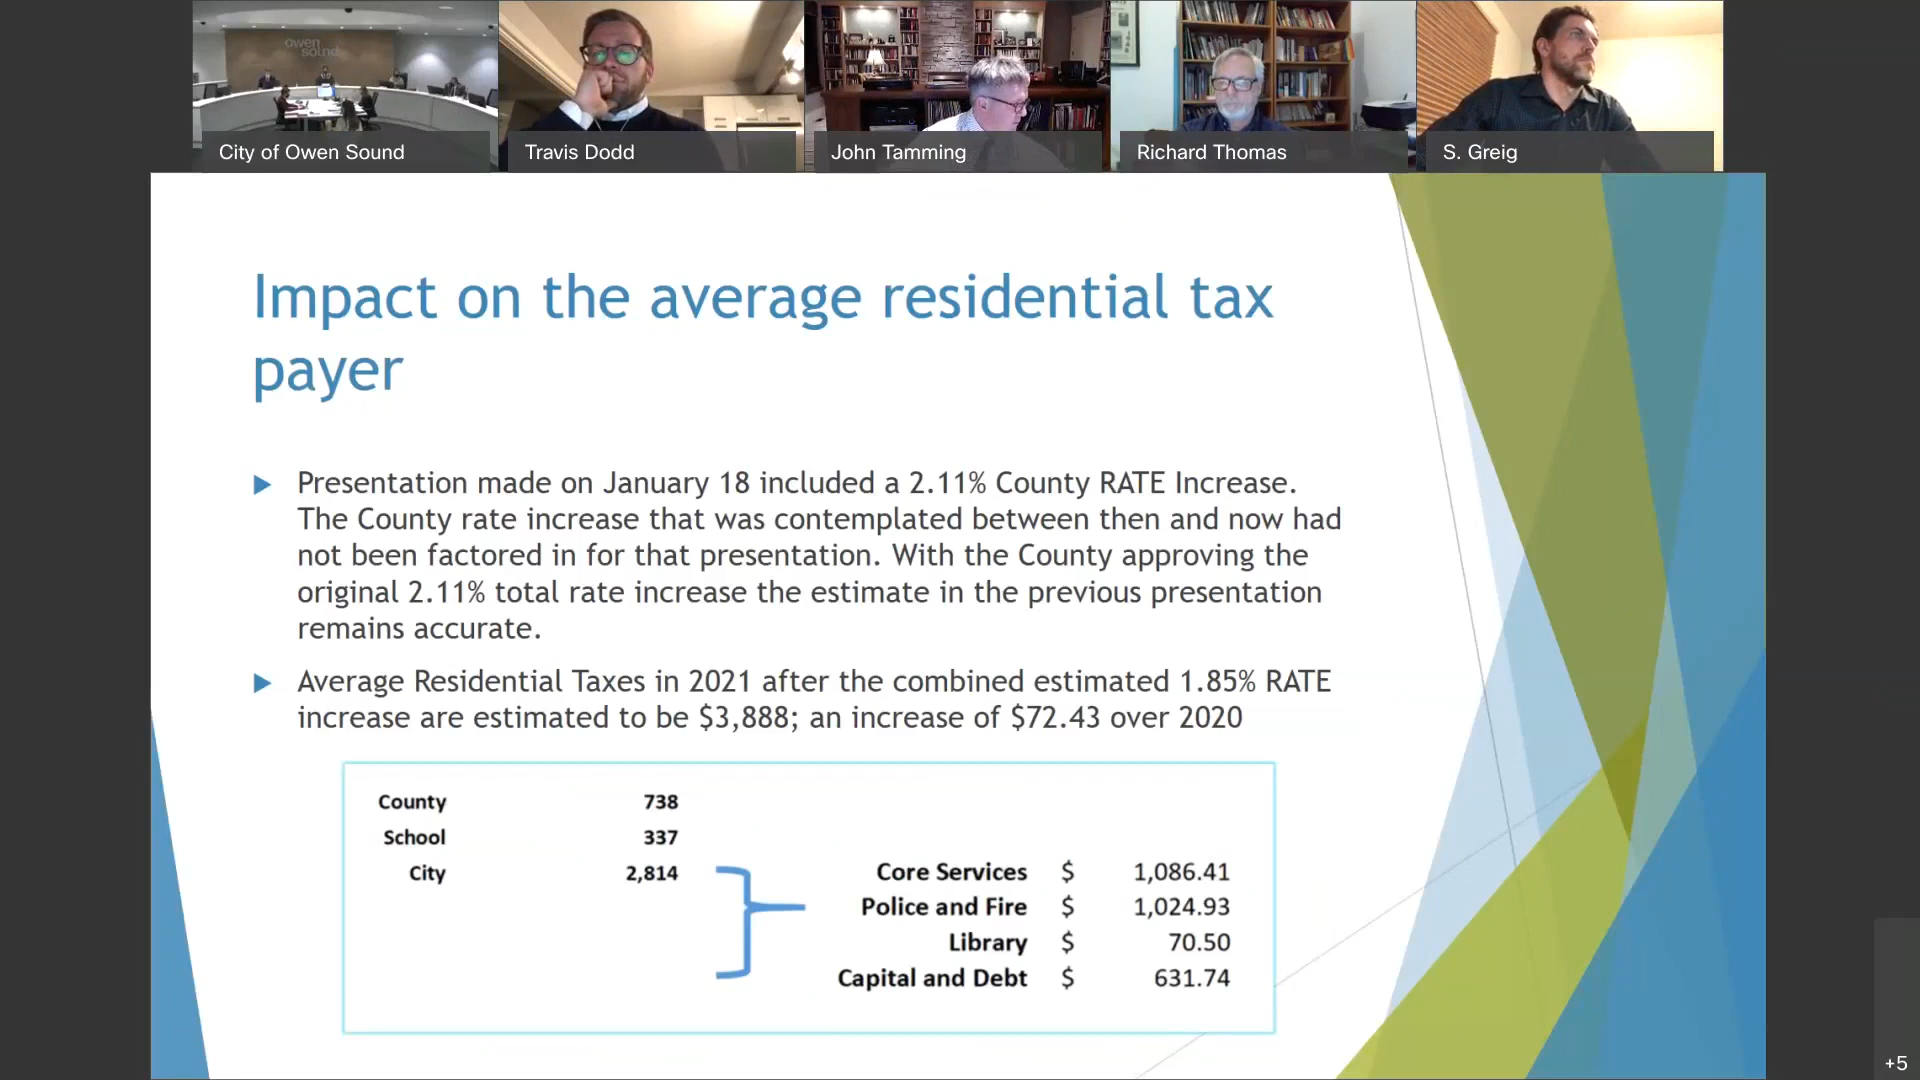 owen
sound
City of Owen Sound
Travis Dodd
John Tamming
Richard Thomas
S. Greig
Impact on the average residential tax
payer
Presentation made on January 18 included a 2.11% County RATE Increase.
The County rate increase that was contemplated between then and now had
not been factored in for that presentation. With the County approving the
original 2.11% total rate increase the estimate in the previous presentation
remains accurate.
Average Residential Taxes in 2021 after the combined estimated 1.85% RATE
increase are estimated to be $3,888; an increase of $72.43 over 2020
County 738
School 337
City 2,814
Core Services $ 1,086.41
Police and Fire $ 1,024.93
Library $ 70.50
Capital and Debt $ 631.74
+5